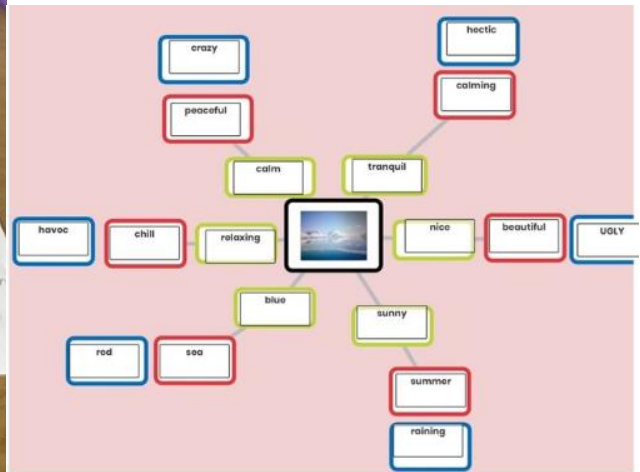 hectic
crazy
calming
peaceful
calm
tranquil
havoc
chill
relaxing
nice
beautiful
UGLY
blue
sunny
red
sea
summer
raining